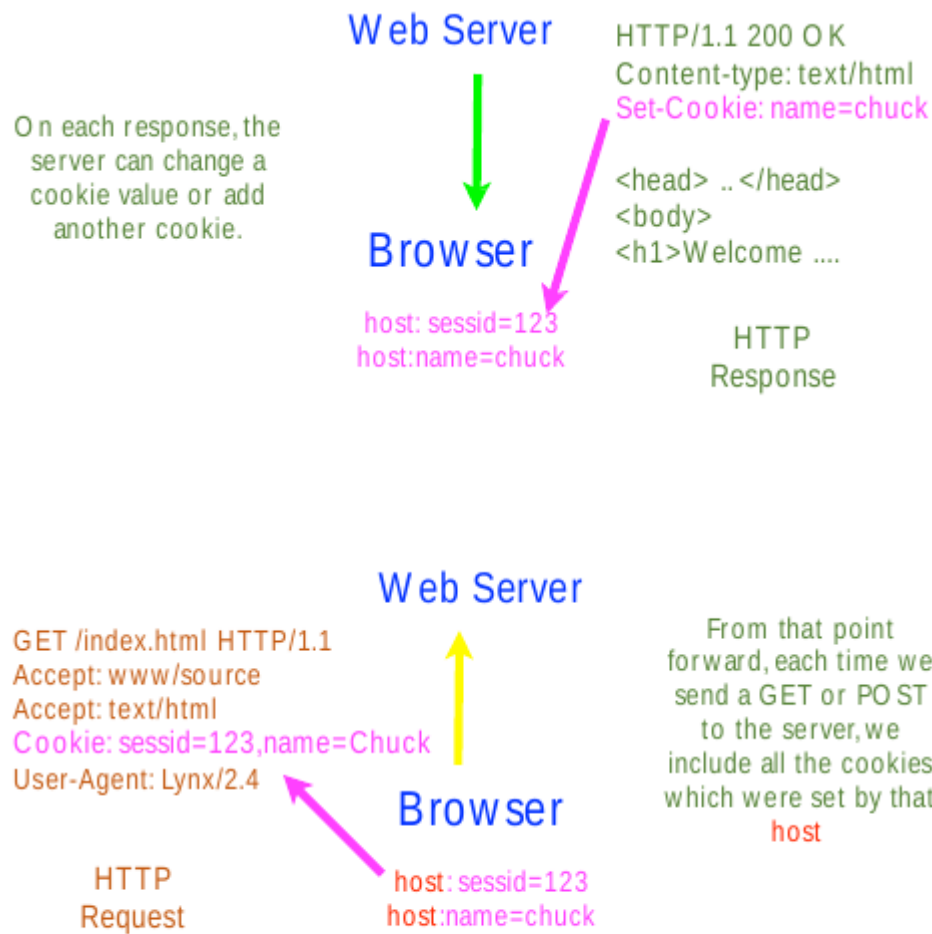 Web Server
HTTP/1.1 200 OK
Content-type: text/html
Set-Cookie: name=chuck
<head> .. </head>
<body>
<h1>Welcome ....
HTTP
Response
On each response, the
server can change a
cookie value or add
another cookie.
Browser
host: sessid=123
host:name=chuck
Web Server
GET /index.html HTTP/1.1
Accept: www/source
Accept: text/html
Cookie: sessid=123,name=Chuck
User-Agent: Lynx/2.4
HTTP
Request
Browser
host: sessid=123
host:name=chuck
From that point
forward, each time we
send a GET or POST
to the server, we
include all the cookies
which were set by that
host